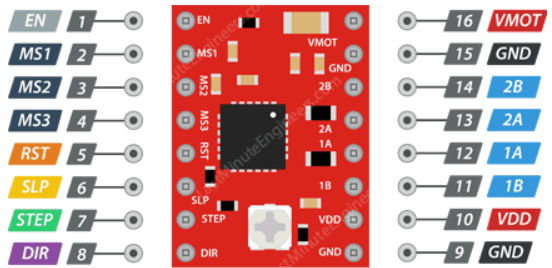 EN 1
MS1 2
MS2 3
MS3 4
RST 5
SLP 6
STEP 7
DIR 8
EN
MS1
MS2
MS3
RST
SLP
STEP
DIR
VMOT
GND
2B
2A
1A
1B
VDD
GND
LastMinuteEngineers.com
16 VMOT
15 GND
14 2B
13 2A
12 1A
11 1B
10 VDD
9 GND